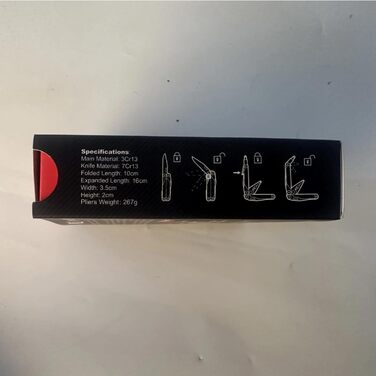 Specifications
Main Material: 3Cr13
Knife Material: 7Cr13
Folded Length: 10cm
Expanded Length: 16cm
Width: 3.5cm
Height: 2cm
Pliers Weight: 267g